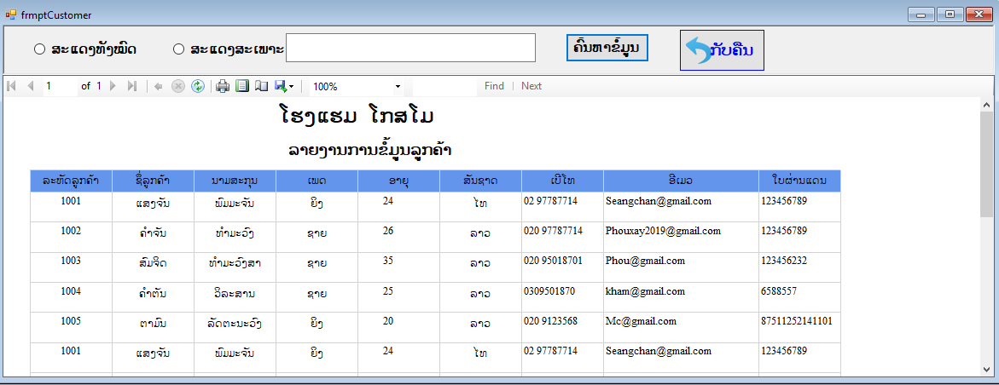 frmptCustomer
ສະແດງທັງໝົດ ສະແດງສະເພາະ ຄົ້ນຫາຂໍ້ມູນ ກັບຄືນ
1 of 1 100% Find | Next
ໂຮງແຮມ ໂກສໂມ
ລາຍງານການຂໍ້ມູນລູກຄ້າ
ລະຫັດລູກຄ້າ ຊື່ລູກຄ້າ ນາມສະກຸນ ເພດ ອາຍຸ ສັນຊາດ ເບີໂທ ອີເມວ ໃບຜ່ານແດນ
1001 ແສງຈັນ ພົມມະຈັນ ຍິງ 24 ໄທ 02 97787714 Seangchan@gmail.com 123456789
1002 ຄຳຈັນ ທຳມະວົງ ຊາຍ 26 ລາວ 020 97787714 Phouxay2019@gmail.com 123456789
1003 ສົມຈິດ ທຳມະວົງສາ ຊາຍ 35 ລາວ 020 95018701 Phou@gmail.com 123456232
1004 ຄຳຕັນ ວິລະສານ ຊາຍ 25 ລາວ 0309501870 kham@gmail.com 6588557
1005 ຕາມົນ ລັດຕະນະວົງ ຍິງ 20 ລາວ 020 9123568 Mc@gmail.com 87511252141101
1001 ແສງຈັນ ພົມມະຈັນ ຍິງ 24 ໄທ 02 97787714 Seangchan@gmail.com 123456789